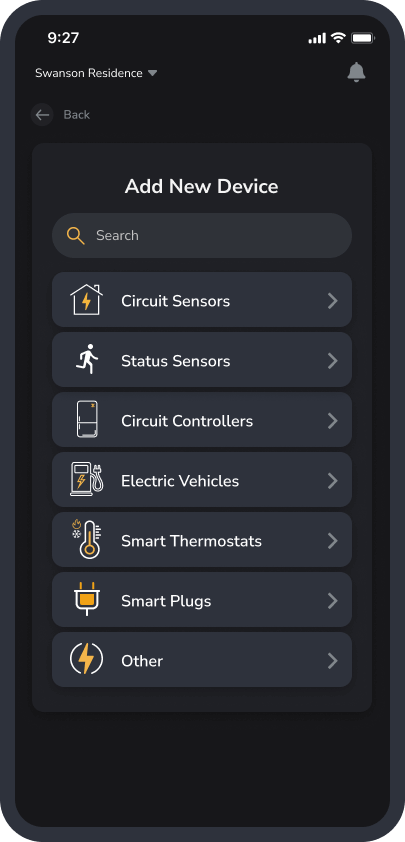 9:27
Swanson Residence
Back
Add New Device
Search
Circuit Sensors
Status Sensors
Circuit Controllers
Electric Vehicles
Smart Thermostats
Smart Plugs
Other